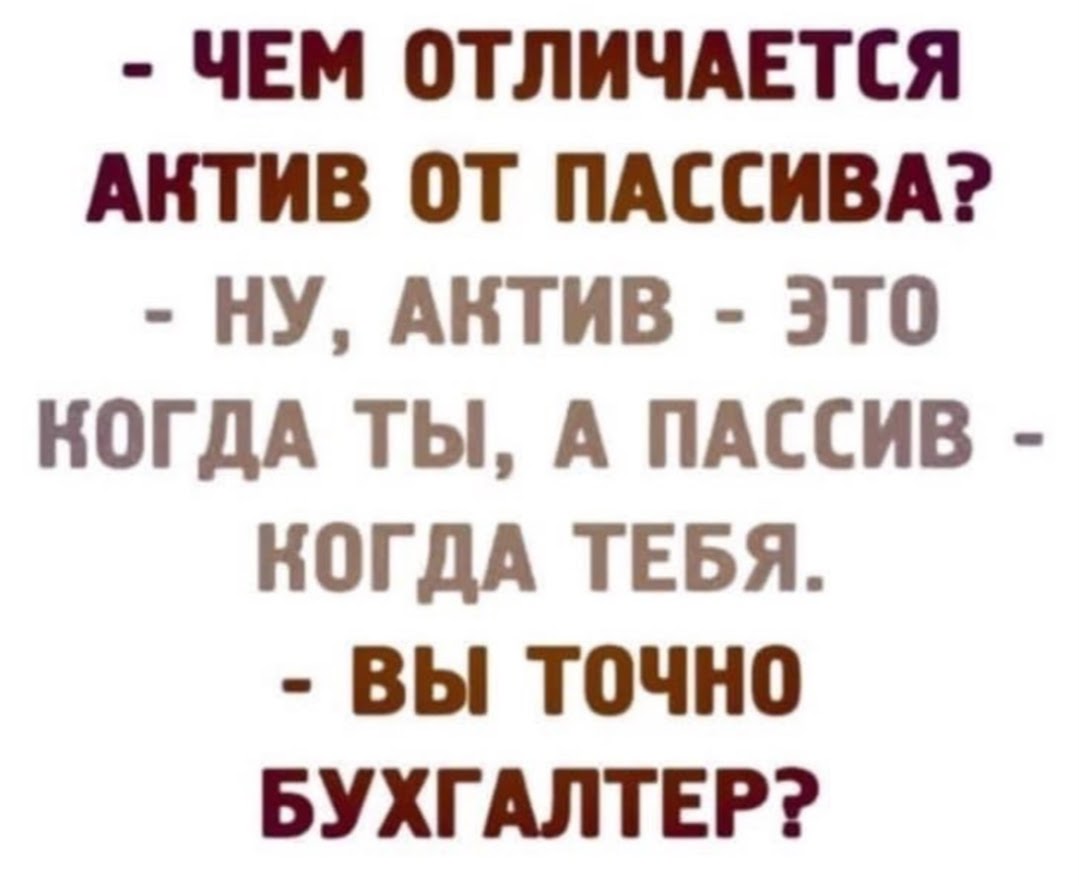 - ЧЕМ ОТЛИЧАЕТСЯ
АКТИВ ОТ ПАССИВА?
- НУ, АКТИВ - ЭТО
КОГДА ТЫ, А ПАССИВ -
КОГДА ТЕБЯ.
- ВЫ ТОЧНО
БУХГАЛТЕР?